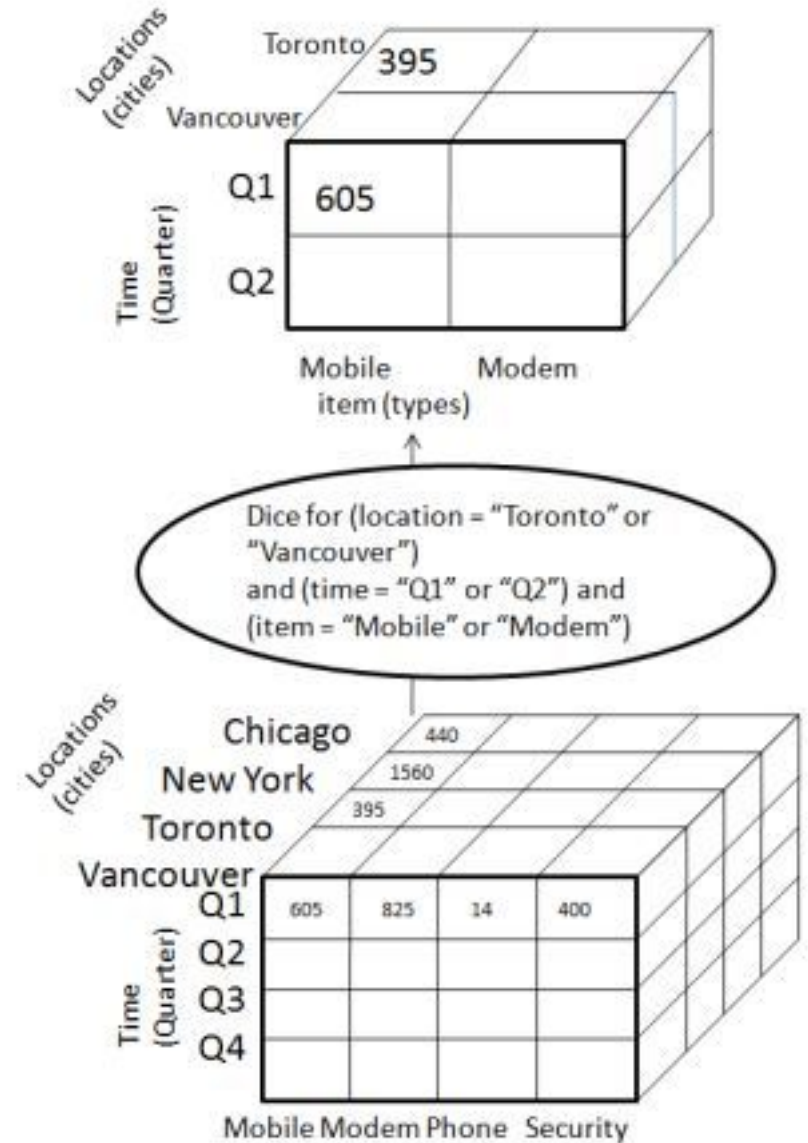 Locations
(cities)
Toronto
395
Vancouver
Time
(Quarter)
Q1
605
Q2
Mobile Modem
item (types)
Dice for (location = “Toronto” or
“Vancouver”)
and (time = “Q1” or “Q2”) and
(item = “Mobile” or “Modem”)
Locations
(cities)
Chicago 440
New York 1560
Toronto 395
Vancouver
Time
(Quarter)
Q1 605 825 14 400
Q2
Q3
Q4
Mobile Modem Phone Security